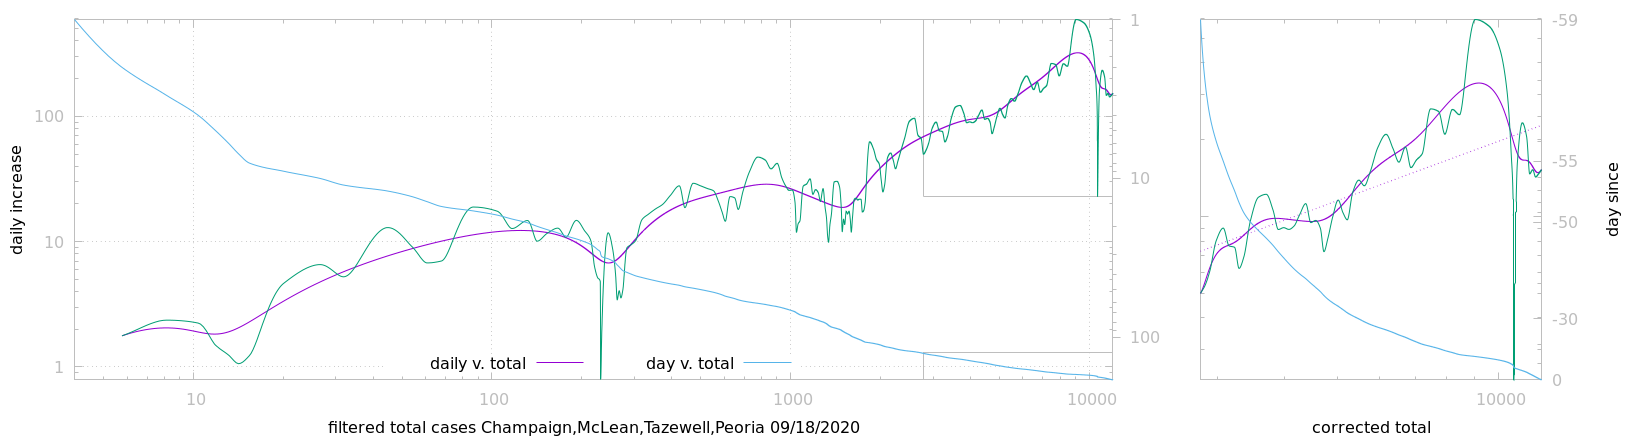 daily increase
100
10
1
daily v. total
day v. total
10
100
1000
10000
1
10
100
filtered total cases Champaign,McLean,Tazewell,Peoria 09/18/2020
-59
-55
-50
-30
0
day since
10000
corrected total